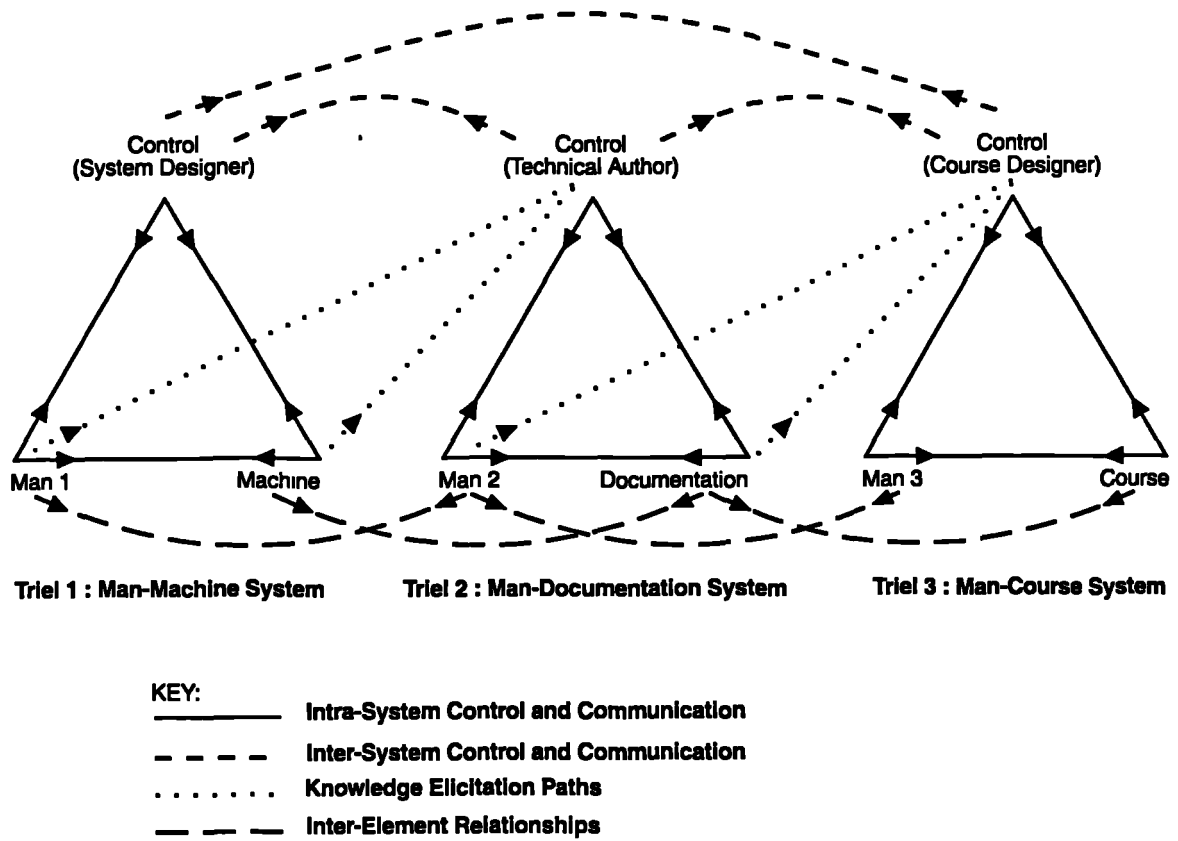 Control
(System Designer)
Control
(Technical Author)
Control
(Course Designer)
Man 1
Machine
Man 2
Documentation
Man 3
Course
Triel 1 : Man-Machine System
Triel 2 : Man-Documentation System
Triel 3 : Man-Course System
KEY:
Intra-System Control and Communication
Inter-System Control and Communication
Knowledge Elicitation Paths
Inter-Element Relationships